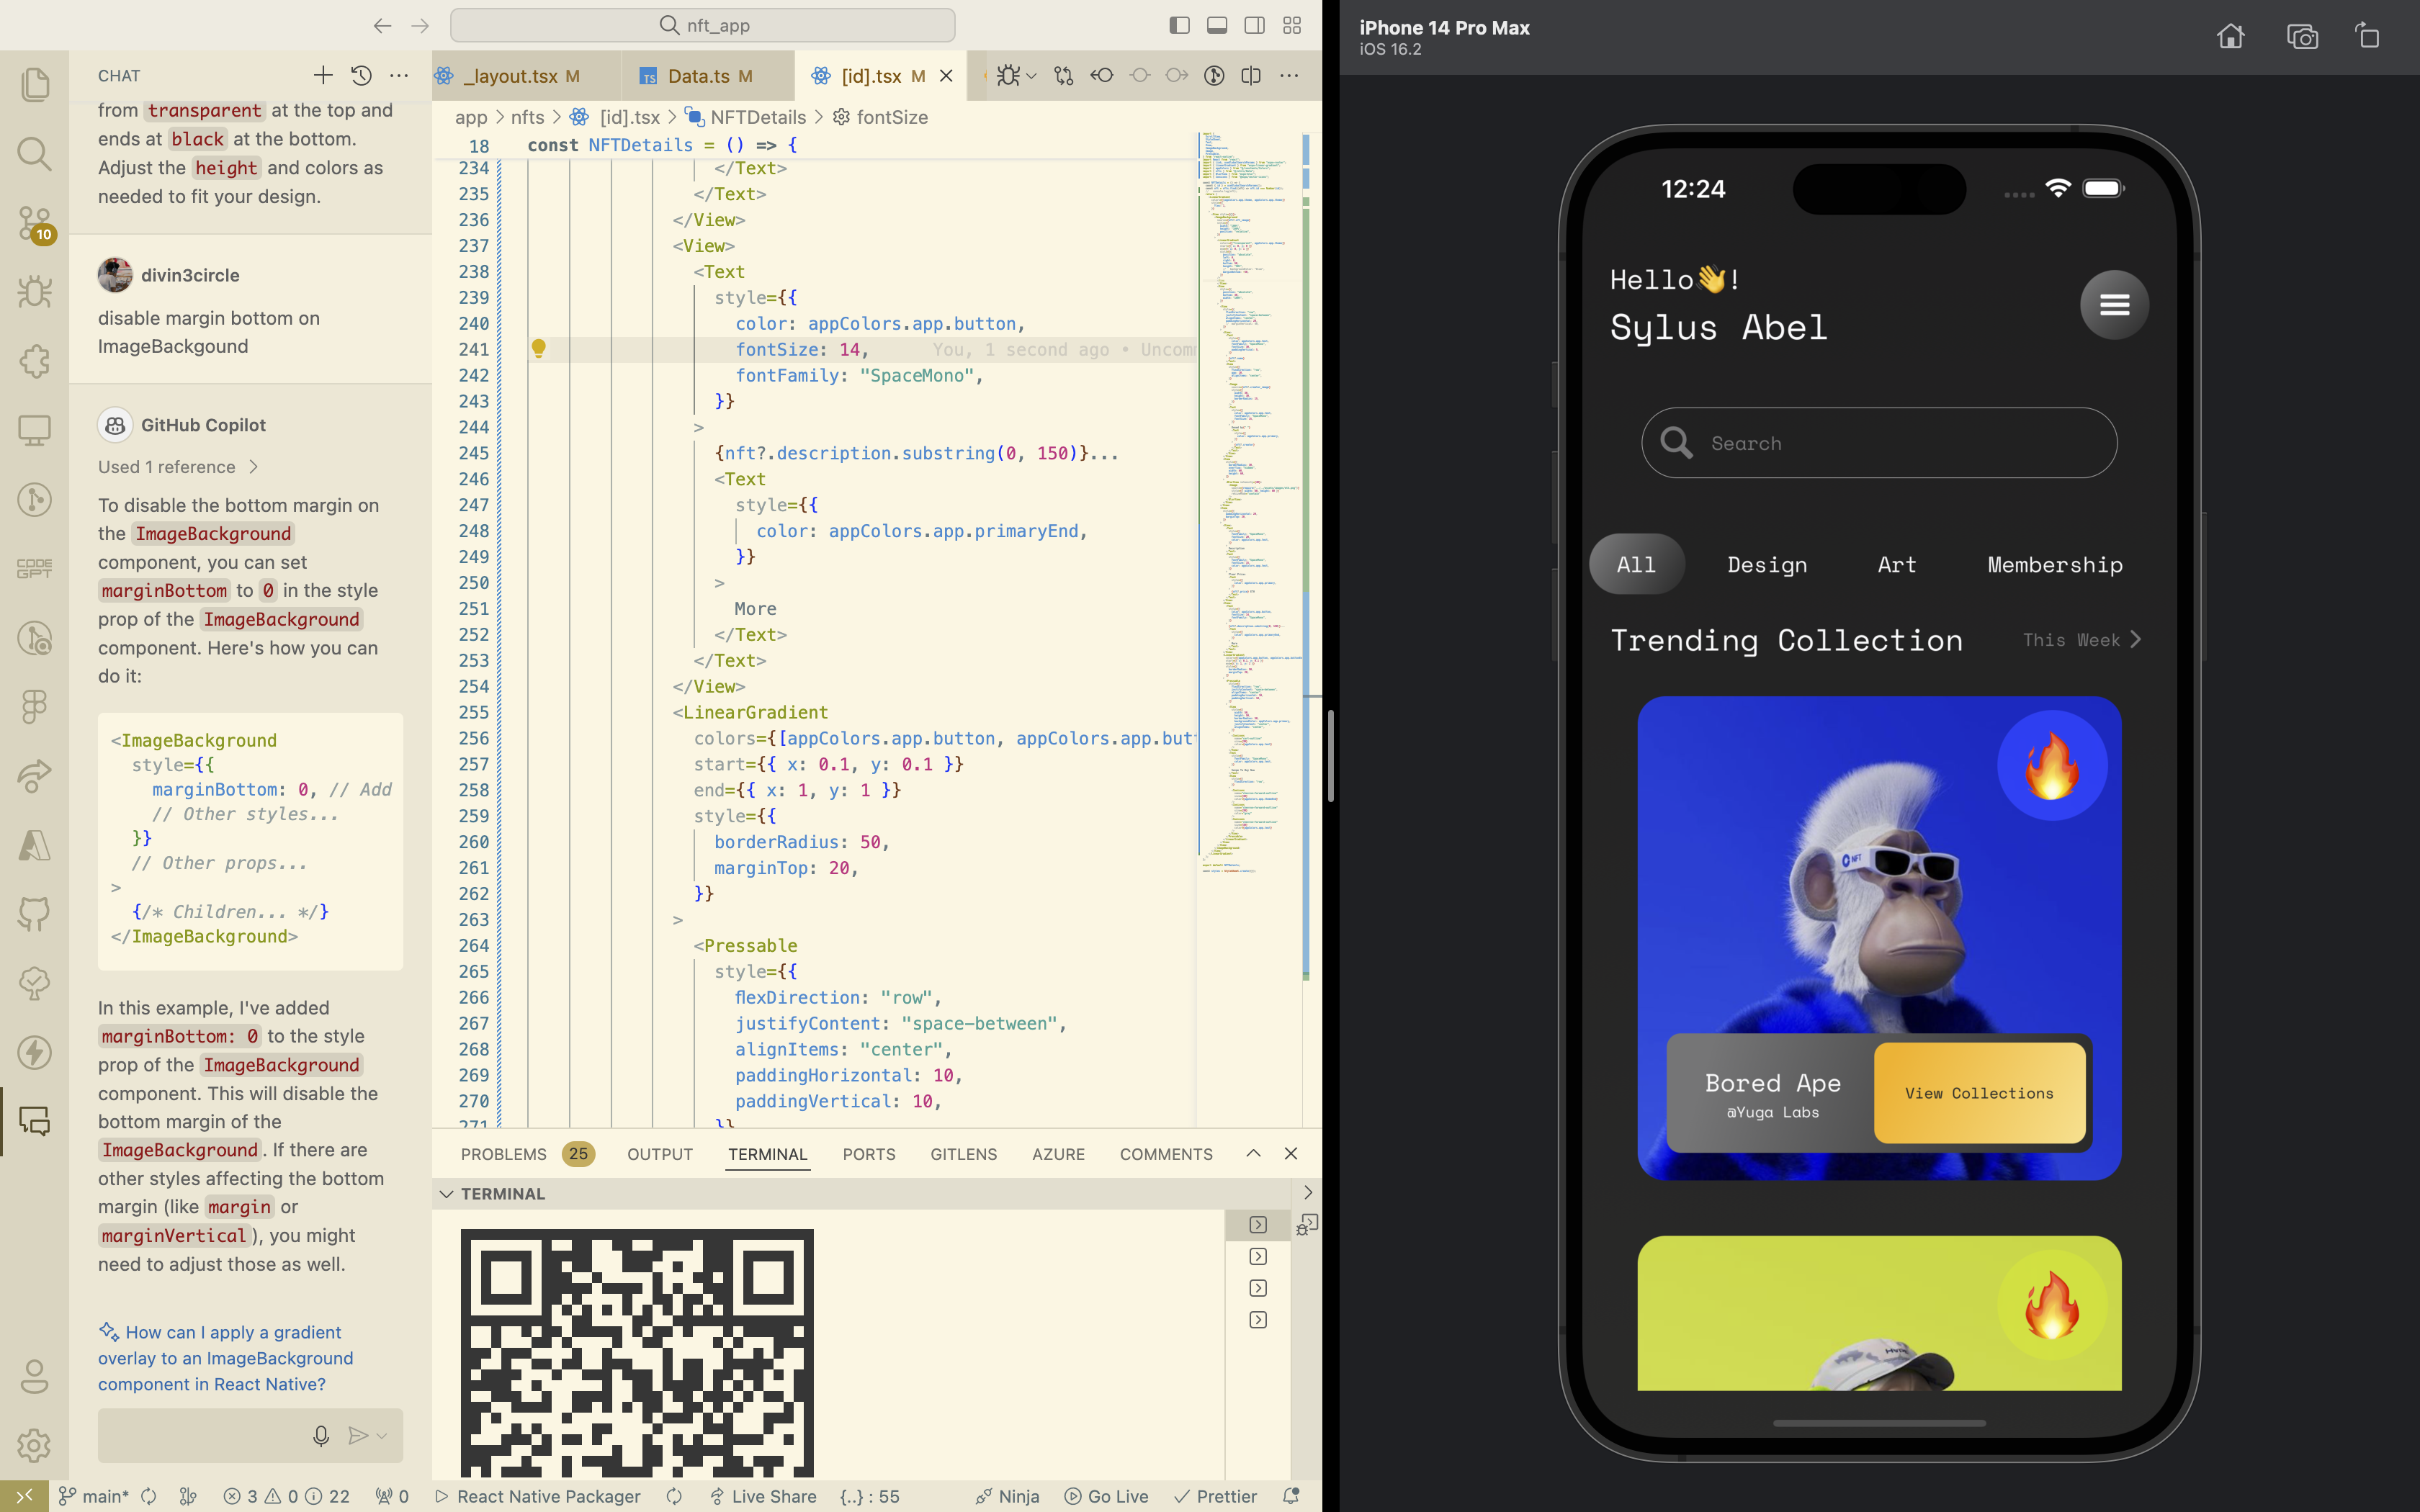 nft_app
CHAT
from transparent at the top and
ends at black at the bottom.
Adjust the height and colors as
needed to fit your design.
10
divin3circle
disable margin bottom on
ImageBackgound
GitHub Copilot
Used 1 reference
To disable the bottom margin on
the ImageBackground
component, you can set
marginBottom to 0 in the style
prop of the ImageBackground
component. Here's how you can
do it:
<ImageBackground
style={{
marginBottom: 0, // Add
// Other styles...
}}
// Other props...
>
{/* Children... */}
</ImageBackground>
In this example, I've added
marginBottom: 0 to the style
prop of the ImageBackground
component. This will disable the
bottom margin of the
ImageBackground. If there are
other styles affecting the bottom
margin (like margin or
marginVertical), you might
need to adjust those as well.
How can I apply a gradient
overlay to an ImageBackground
component in React Native?
CODE
GPT
_layout.tsx M
TS Data.ts M
[id].tsx M
app > nfts > [id].tsx > NFTDetails > fontSize
18 const NFTDetails = () => {
234 </Text>
235 </Text>
236 </View>
237 <View>
238 <Text
239 style={{
240 color: appColors.app.button,
241 fontSize: 14, You, 1 second ago • Uncom
242 fontFamily: "SpaceMono",
243 }}
244 >
245 {nft?.description.substring(0, 150)}...
246 <Text
247 style={{
248 color: appColors.app.primaryEnd,
249 }}
250 >
251 More
252 </Text>
253 </Text>
254 </View>
255 <LinearGradient
256 colors={[appColors.app.button, appColors.app.but
257 start={{ x: 0.1, y: 0.1 }}
258 end={{ x: 1, y: 1 }}
259 style={{
260 borderRadius: 50,
261 marginTop: 20,
262 }}
263 >
264 <Pressable
265 style={{
266 flexDirection: "row",
267 justifyContent: "space-between",
268 alignItems: "center",
269 paddingHorizontal: 10,
270 paddingVertical: 10,
271 }}
PROBLEMS 25 OUTPUT TERMINAL PORTS GITLENS AZURE COMMENTS
TERMINAL
main* 3 0 22 0 React Native Packager Live Share {..} : 55 Ninja Go Live Prettier
iPhone 14 Pro Max
iOS 16.2
12:24
Hello👋!
Sylus Abel
Search
All Design Art Membership
Trending Collection This Week >
NFT
Bored Ape
@Yuga Labs
View Collections